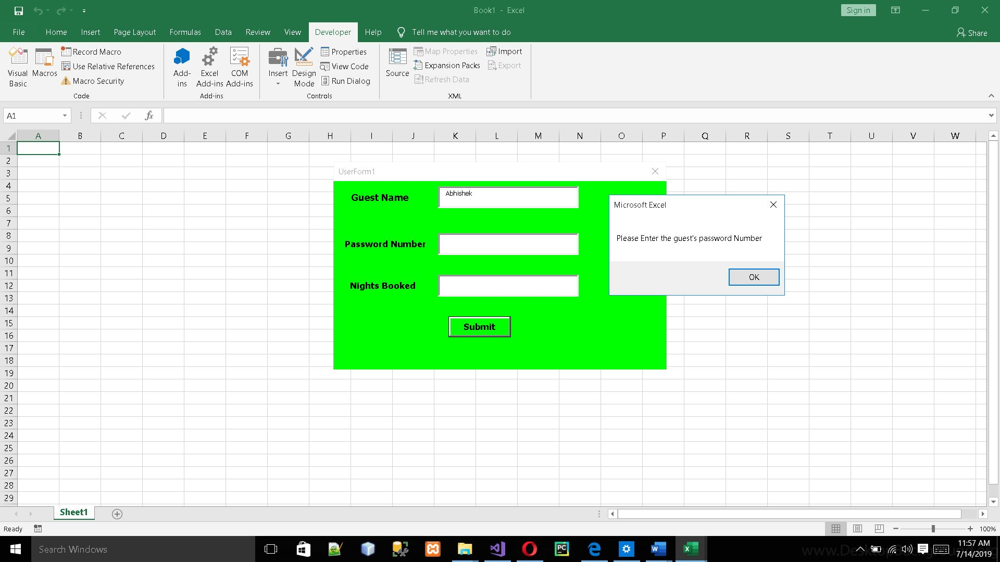 Book1 - Excel
Sign in
File Home Insert Page Layout Formulas Data Review View Developer Help Tell me what you want to do Share
Visual Basic
Macros
Record Macro
Use Relative References
Macro Security
Code
Add-ins
Excel Add-ins
COM Add-ins
Add-ins
Insert
Design Mode
Properties
View Code
Run Dialog
Controls
Source
Map Properties
Expansion Packs
Refresh Data
Import
Export
XML
A1
fx
A B C D E F G H I J K L M N O P Q R S T U V W
1
2
3
4
5
6
7
8
9
10
11
12
13
14
15
16
17
18
19
20
21
22
23
24
25
26
27
28
29
UserForm1
Guest Name Abhishek
Password Number
Nights Booked
Submit
Microsoft Excel
Please Enter the guest's password Number
OK
Sheet1
Ready
100%
Search Windows
PC
11:57 AM
7/14/2019